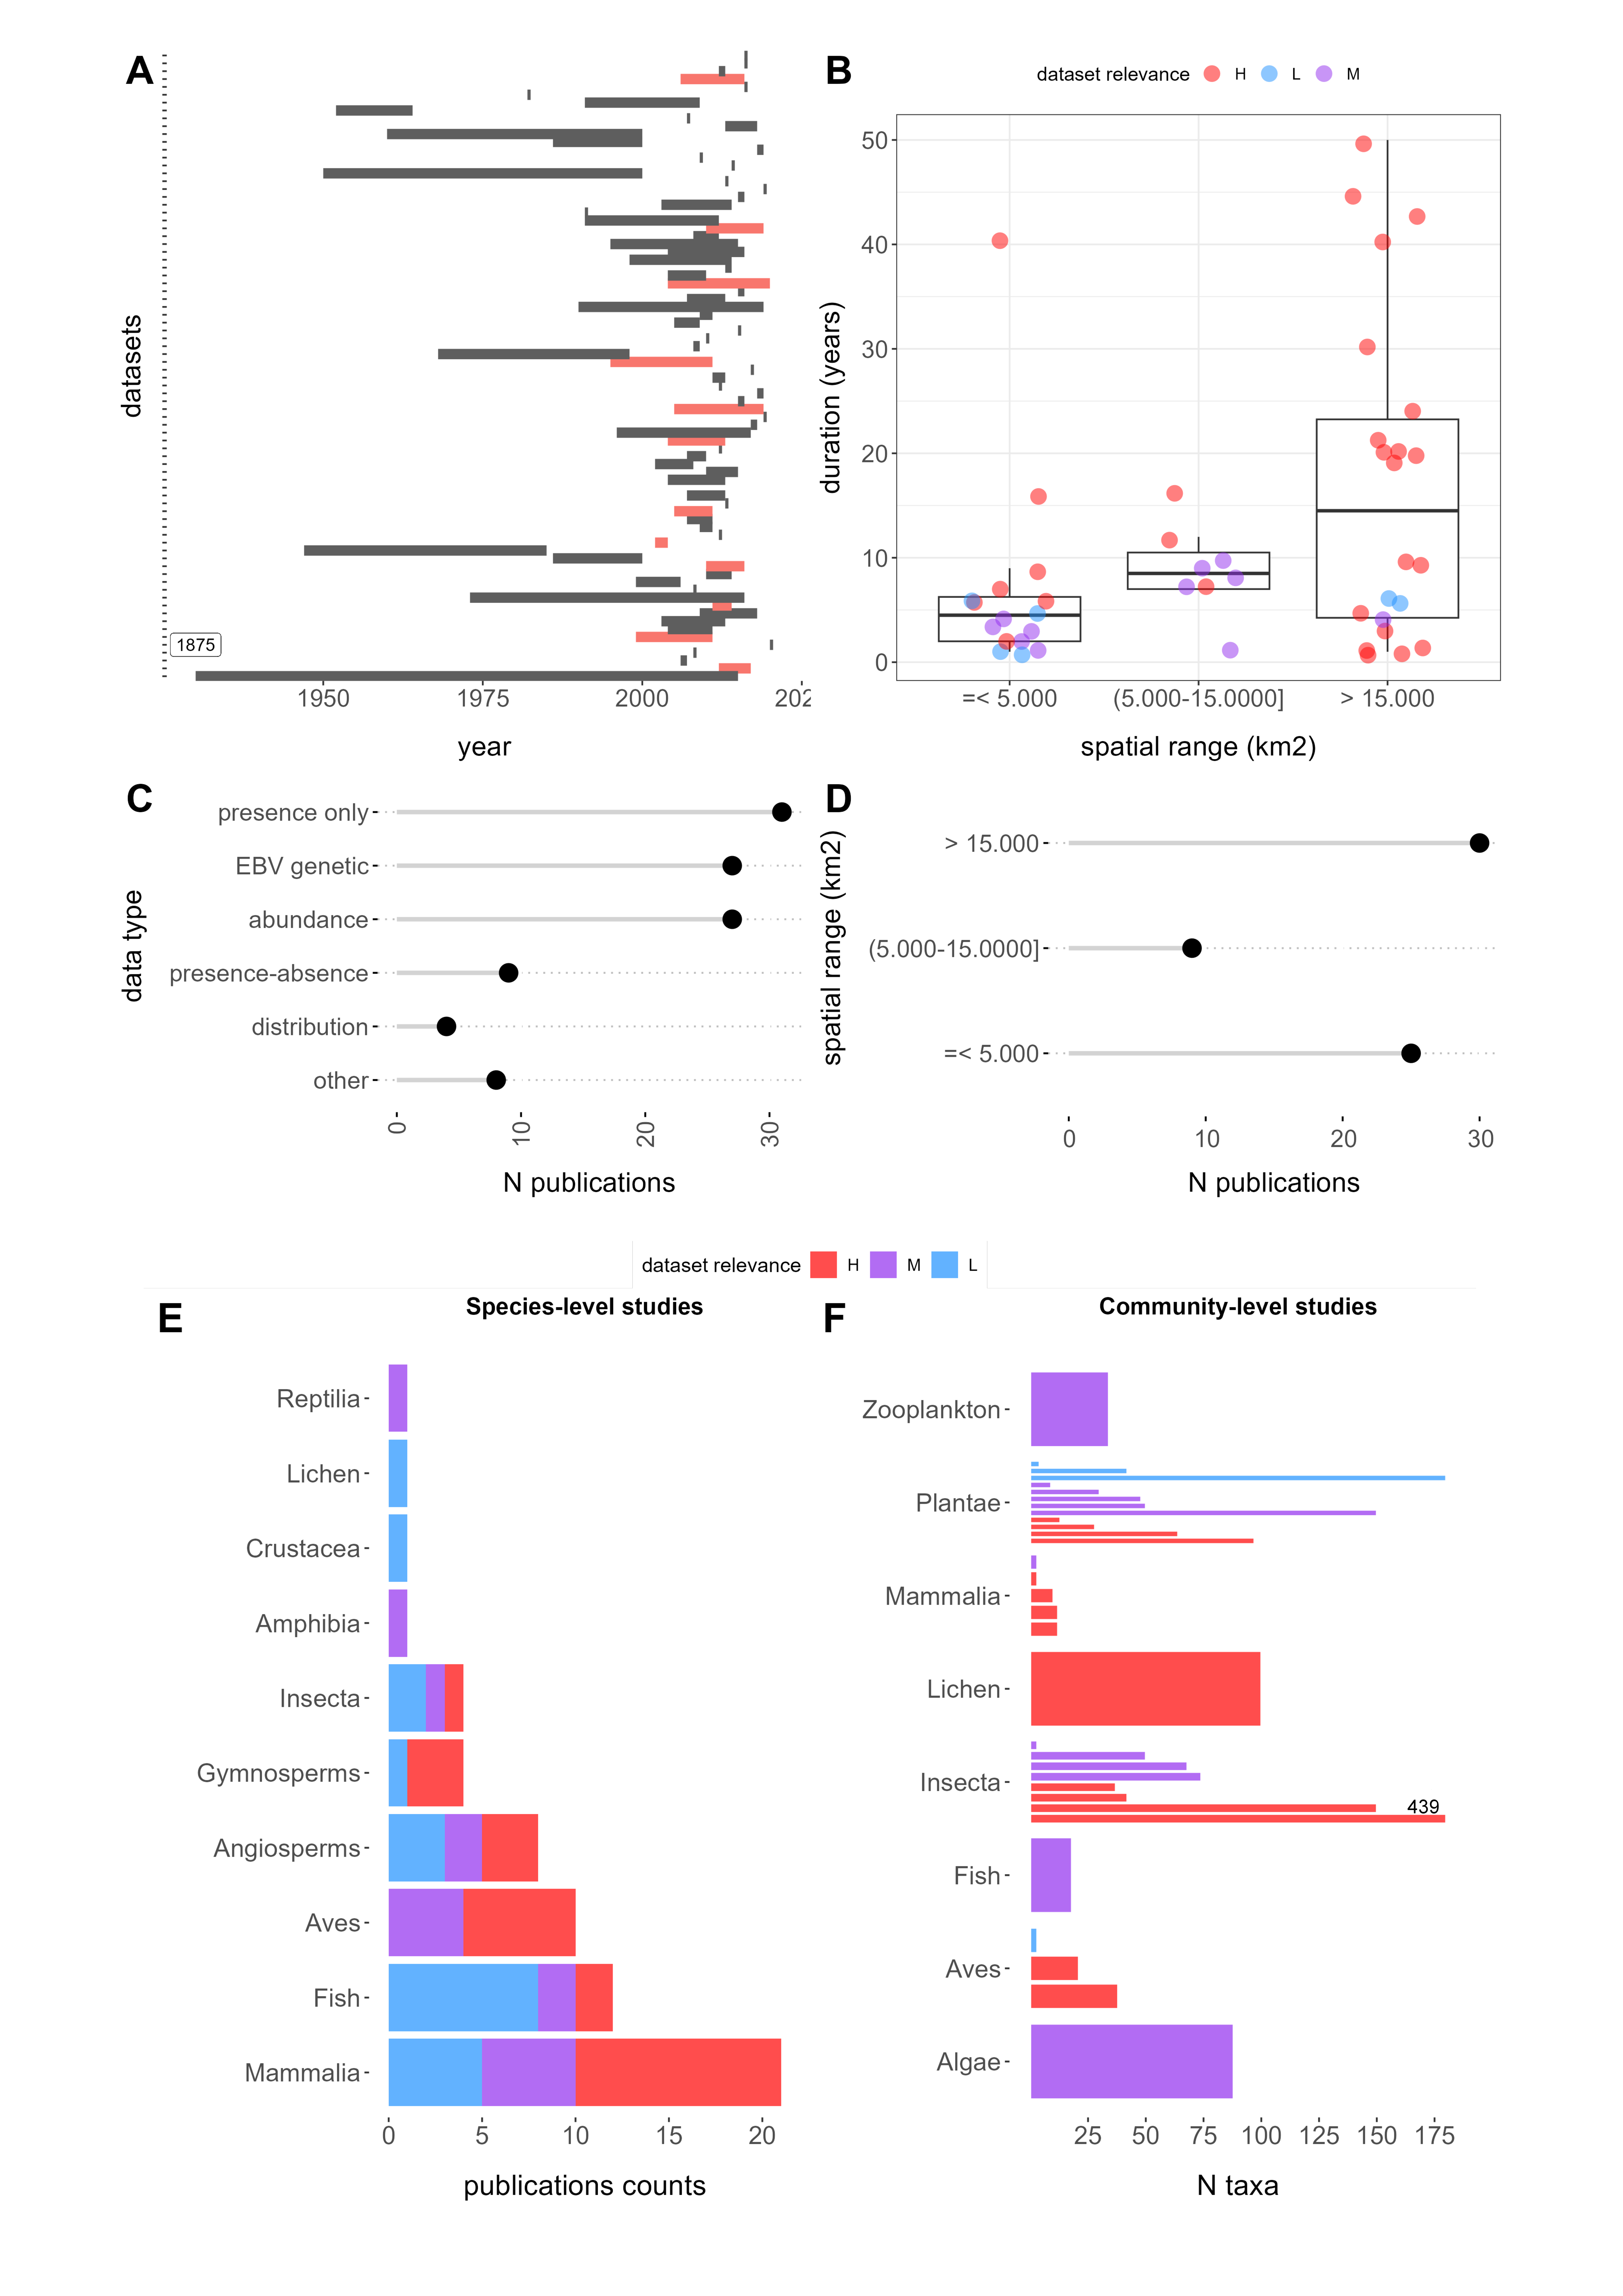 A
datasets
1875
1950 1975 2000 202
year
B
dataset relevance H L M
duration (years)
50
40
30
20
10
0
=< 5.000 (5.000-15.0000] > 15.000
spatial range (km2)
C
data type
presence only
EBV genetic
abundance
presence-absence
distribution
other
0 10 20 30
N publications
D
spatial range (km2)
> 15.000
(5.000-15.0000]
=< 5.000
0 10 20 30
N publications
dataset relevance H M L
E
Species-level studies
Reptilia
Lichen
Crustacea
Amphibia
Insecta
Gymnosperms
Angiosperms
Aves
Fish
Mammalia
0 5 10 15 20
publications counts
F
Community-level studies
Zooplankton
Plantae
Mammalia
Lichen
Insecta
439
Fish
Aves
Algae
25 50 75 100 125 150 175
N taxa